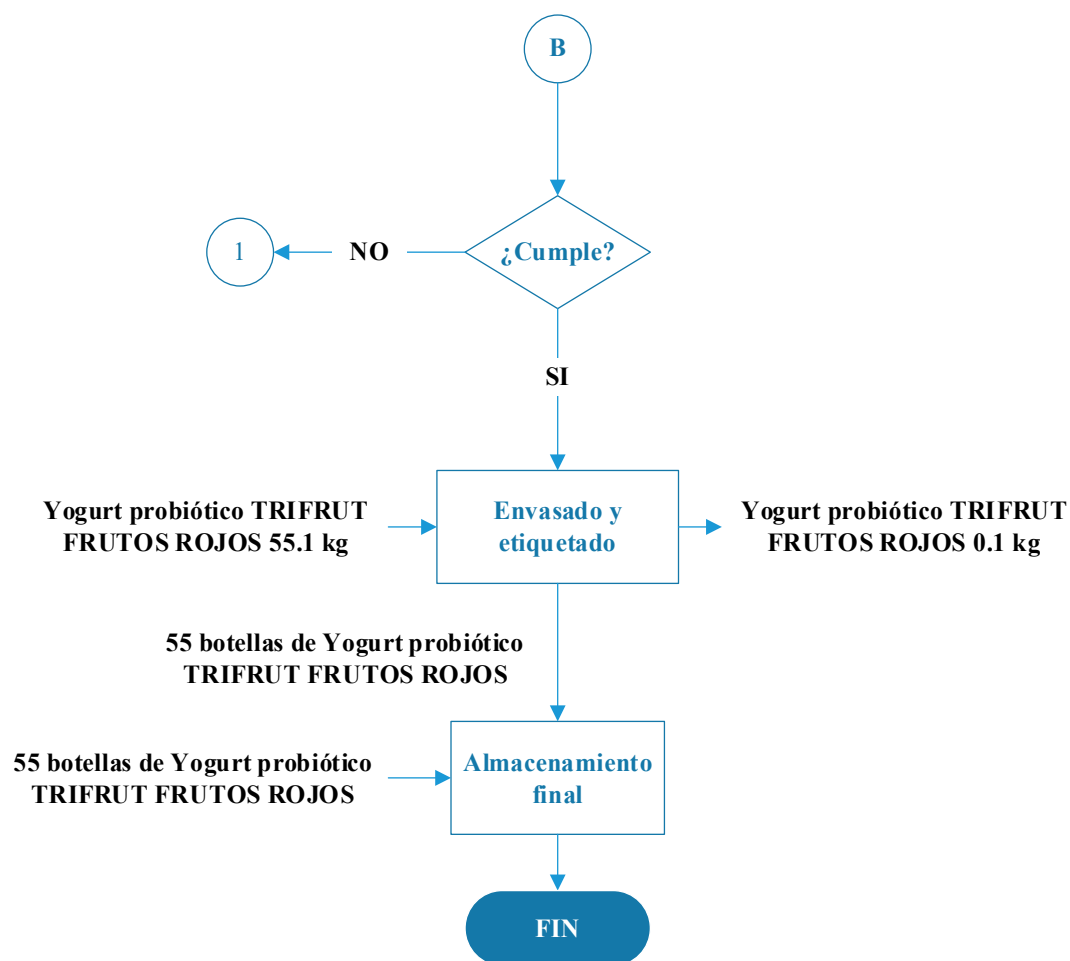 B
¿Cumple?
NO
1
SI
Yogurt probiótico TRIFRUT
FRUTOS ROJOS 55.1 kg
Envasado y
etiquetado
Yogurt probiótico TRIFRUT
FRUTOS ROJOS 0.1 kg
55 botellas de Yogurt probiótico
TRIFRUT FRUTOS ROJOS
55 botellas de Yogurt probiótico
TRIFRUT FRUTOS ROJOS
Almacenamiento
final
FIN